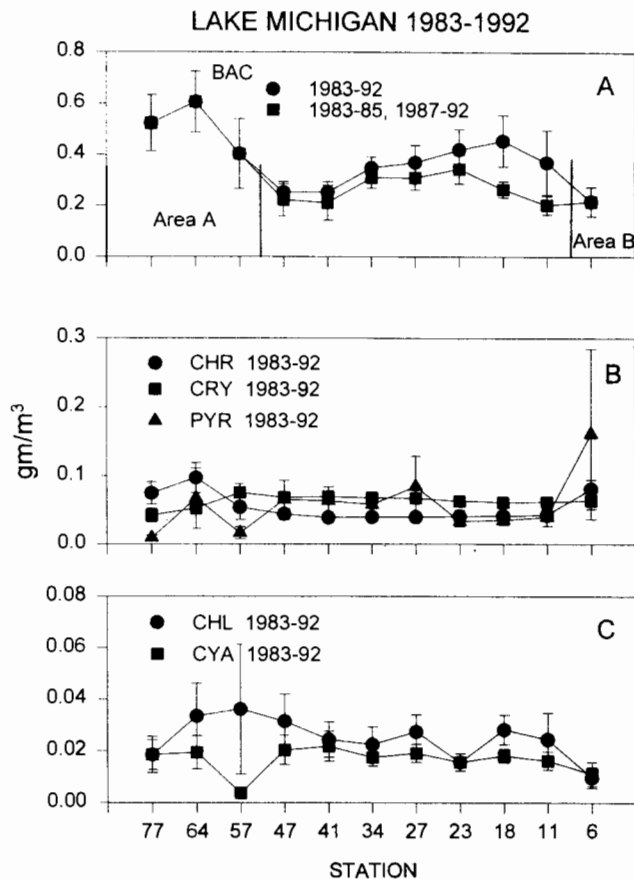 LAKE MICHIGAN 1983-1992
0.8
BAC
A
1983-92
1983-85, 1987-92
0.6
0.4
0.2
Area A
Area B
0.0
gm/m³
0.3
CHR 1983-92
B
CRY 1983-92
0.2
PYR 1983-92
0.1
0.0
0.08
CHL 1983-92
C
0.06
CYA 1983-92
0.04
0.02
0.00
77 64 57 47 41 34 27 23 18 11 6
STATION